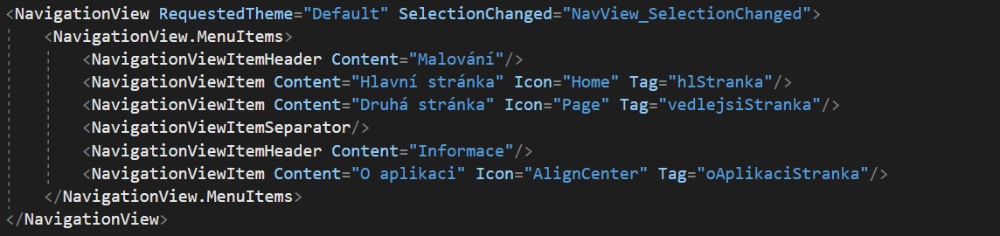 <NavigationView RequestedTheme="Default" SelectionChanged="NavView_SelectionChanged">
<NavigationView.MenuItems>
<NavigationViewItemHeader Content="Malování"/>
<NavigationViewItem Content="Hlavní stránka" Icon="Home" Tag="hlStranka"/>
<NavigationViewItem Content="Druhá stránka" Icon="Page" Tag="vedlejsiStranka"/>
<NavigationViewItemSeparator/>
<NavigationViewItemHeader Content="Informace"/>
<NavigationViewItem Content="O aplikaci" Icon="AlignCenter" Tag="oAplikaciStranka"/>
</NavigationView.MenuItems>
</NavigationView>